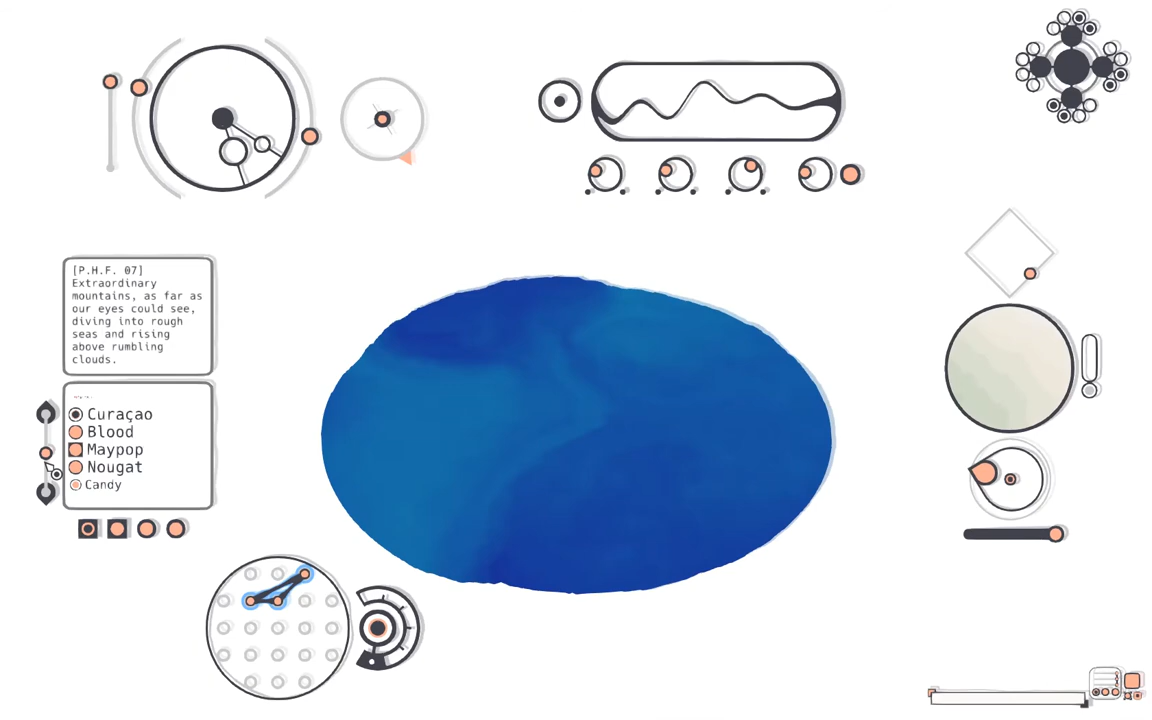 [P.H.F. 07]
Extraordinary
mountains, as far as
our eyes could see,
diving into rough
seas and rising
above rumbling
clouds.
Curaçao
Blood
Maypop
Nougat
Candy